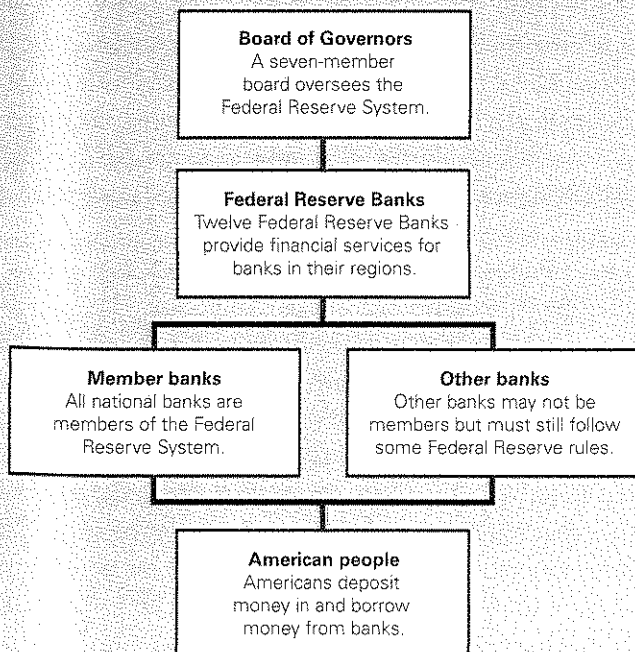 Board of Governors
A seven-member
board oversees the
Federal Reserve System.
Federal Reserve Banks
Twelve Federal Reserve Banks
provide financial services for
banks in their regions.
Member banks
All national banks are
members of the Federal
Reserve System.
Other banks
Other banks may not be
members but must still follow
some Federal Reserve rules.
American people
Americans deposit
money in and borrow
money from banks.